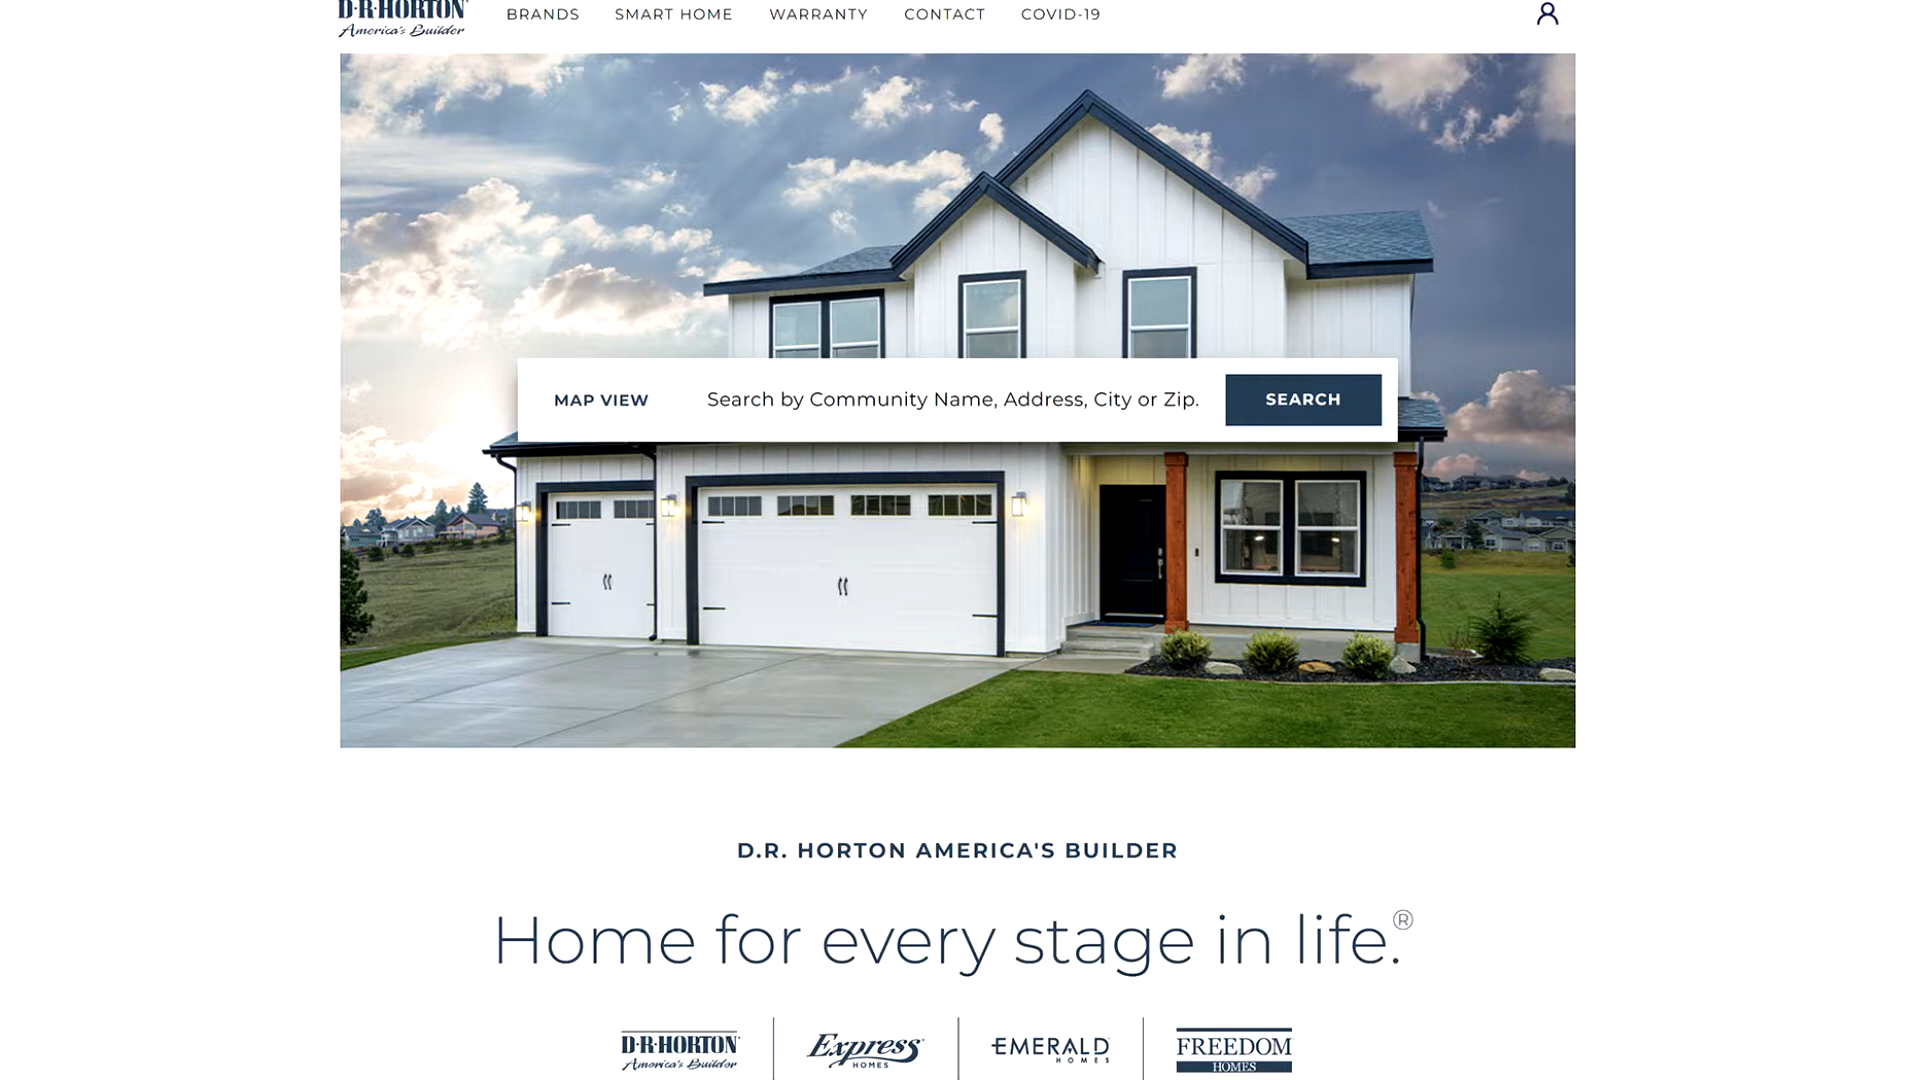 D·R·HORTON
America's Builder
BRANDS SMART HOME WARRANTY CONTACT COVID-19
MAP VIEW Search by Community Name, Address, City or Zip. SEARCH
D.R. HORTON AMERICA'S BUILDER
Home for every stage in life.®
D·R·HORTON
America's Builder
Express
HOMES
EMERALD
HOMES
FREEDOM
HOMES